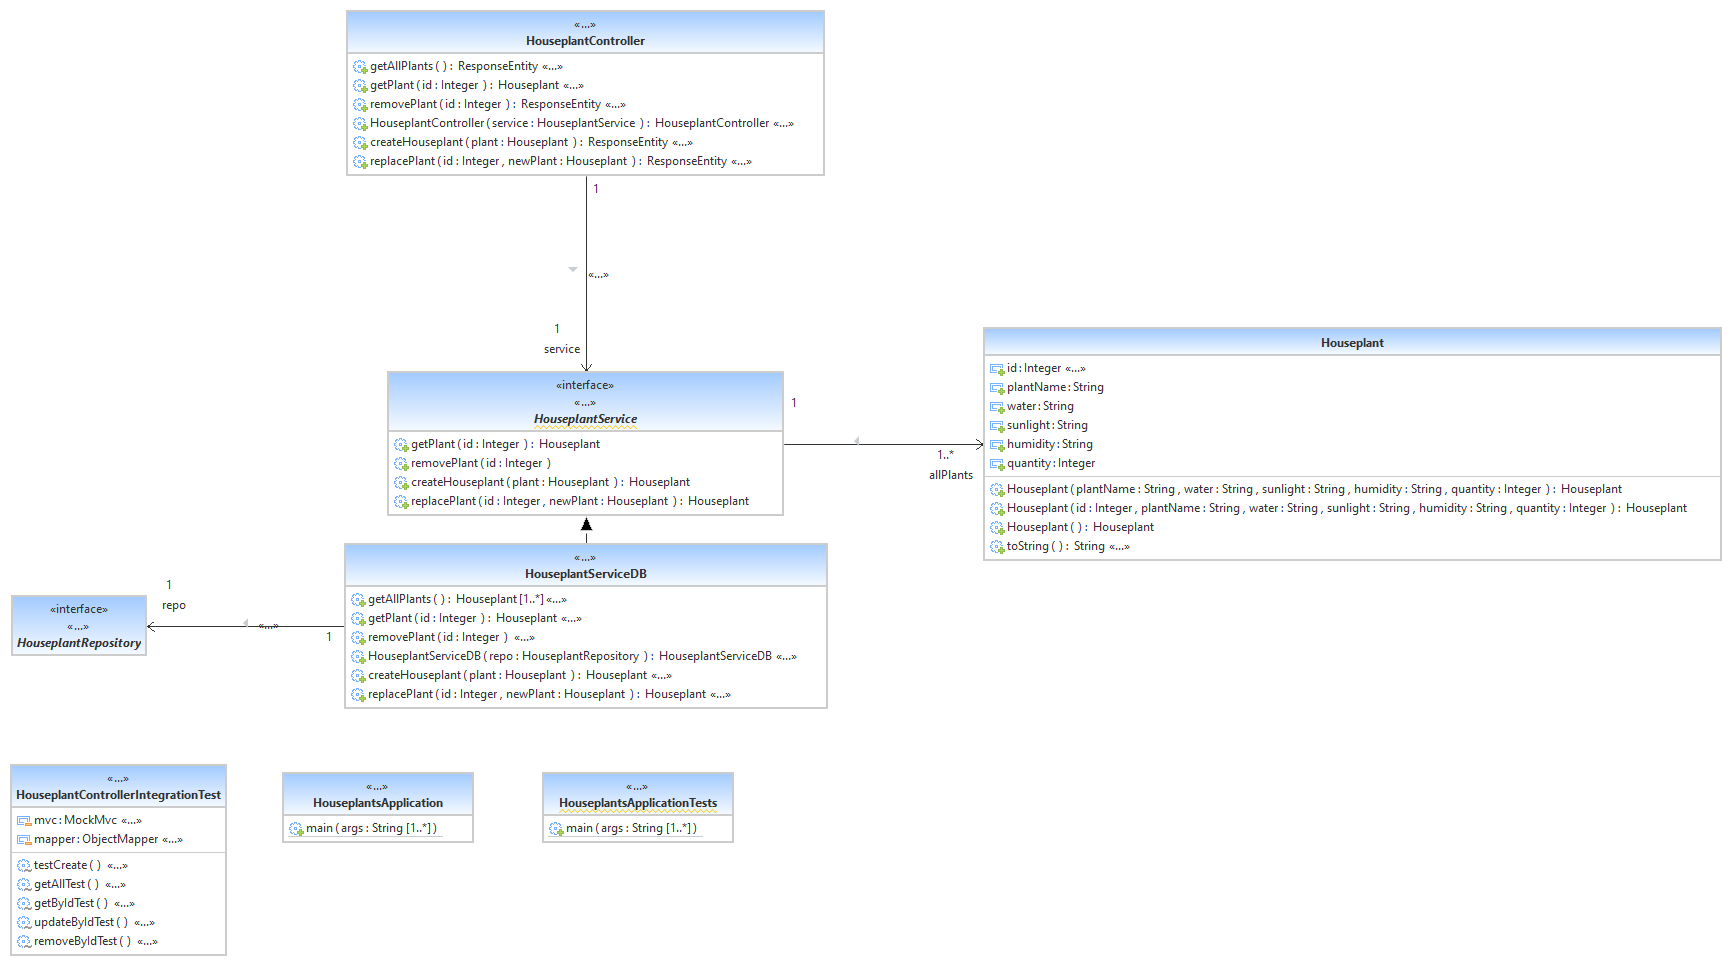 «...»
HouseplantController
getAllPlants ( ) : ResponseEntity «...»
getPlant ( id : Integer ) : Houseplant «...»
removePlant ( id : Integer ) : ResponseEntity «...»
HouseplantController ( service : HouseplantService ) : HouseplantController «...»
createHouseplant ( plant : Houseplant ) : ResponseEntity «...»
replacePlant ( id : Integer , newPlant : Houseplant ) : ResponseEntity «...»
1
«...»
1
service
«interface»
«...»
HouseplantService
getPlant ( id : Integer ) : Houseplant
removePlant ( id : Integer )
createHouseplant ( plant : Houseplant ) : Houseplant
replacePlant ( id : Integer , newPlant : Houseplant ) : Houseplant
1
1..*
allPlants
Houseplant
id : Integer «...»
plantName : String
water : String
sunlight : String
humidity : String
quantity : Integer
Houseplant ( plantName : String , water : String , sunlight : String , humidity : String , quantity : Integer ) : Houseplant
Houseplant ( id : Integer , plantName : String , water : String , sunlight : String , humidity : String , quantity : Integer ) : Houseplant
Houseplant ( ) : Houseplant
toString ( ) : String «...»
«...»
HouseplantServiceDB
getAllPlants ( ) : Houseplant [1..*] «...»
getPlant ( id : Integer ) : Houseplant «...»
removePlant ( id : Integer ) «...»
HouseplantServiceDB ( repo : HouseplantRepository ) : HouseplantServiceDB «...»
createHouseplant ( plant : Houseplant ) : Houseplant «...»
replacePlant ( id : Integer , newPlant : Houseplant ) : Houseplant «...»
1
repo
«...»
1
«interface»
«...»
HouseplantRepository
«...»
HouseplantControllerIntegrationTest
mvc : MockMvc «...»
mapper : ObjectMapper «...»
testCreate ( ) «...»
getAllTest ( ) «...»
getByIdTest ( ) «...»
updateByIdTest ( ) «...»
removeByIdTest ( ) «...»
«...»
HouseplantsApplication
main ( args : String [1..*] )
«...»
HouseplantsApplicationTests
main ( args : String [1..*] )